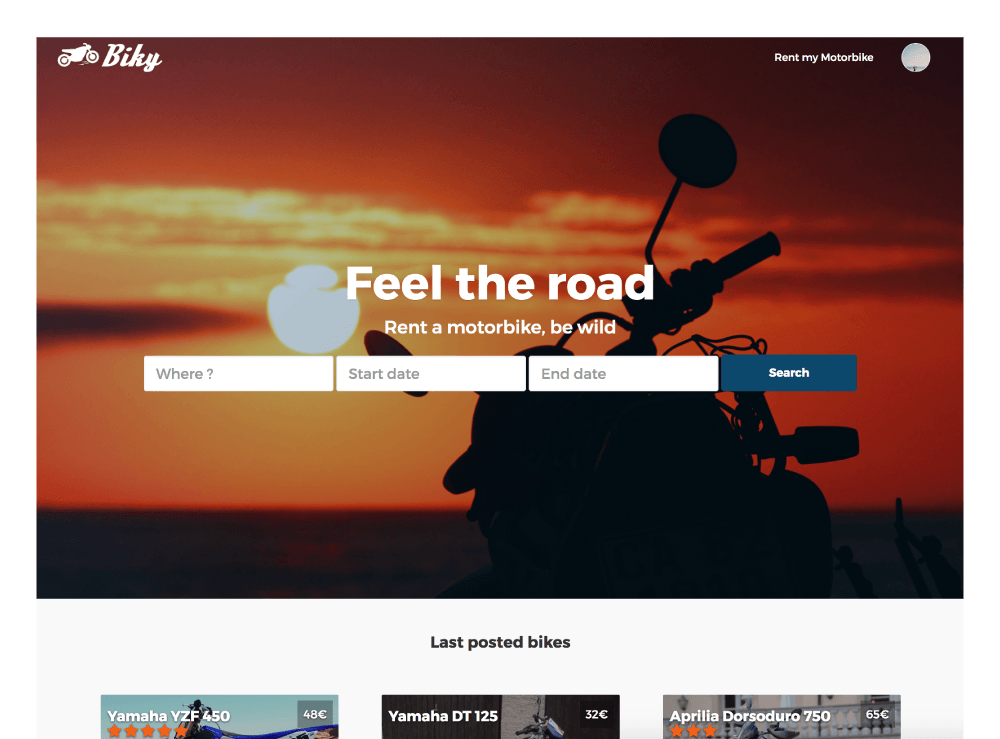 Biky
Rent my Motorbike
Feel the road
Rent a motorbike, be wild
Where ?
Start date
End date
Search
Last posted bikes
Yamaha YZF 450
48€
Yamaha DT 125
32€
Aprilia Dorsoduro 750
65€